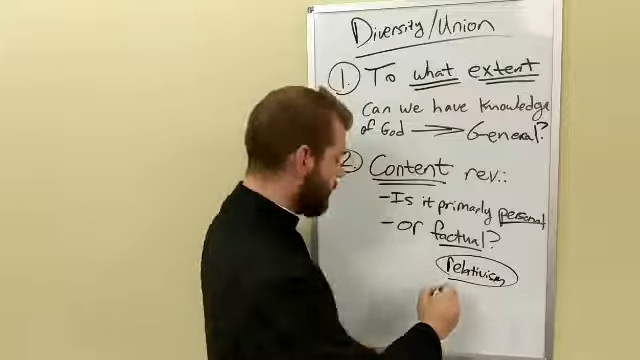 Diversity/Union
1. To what extent
Can we have knowledge
of God → General?
2. Content rev.:
- Is it primarly personal
- or factual?
relativism